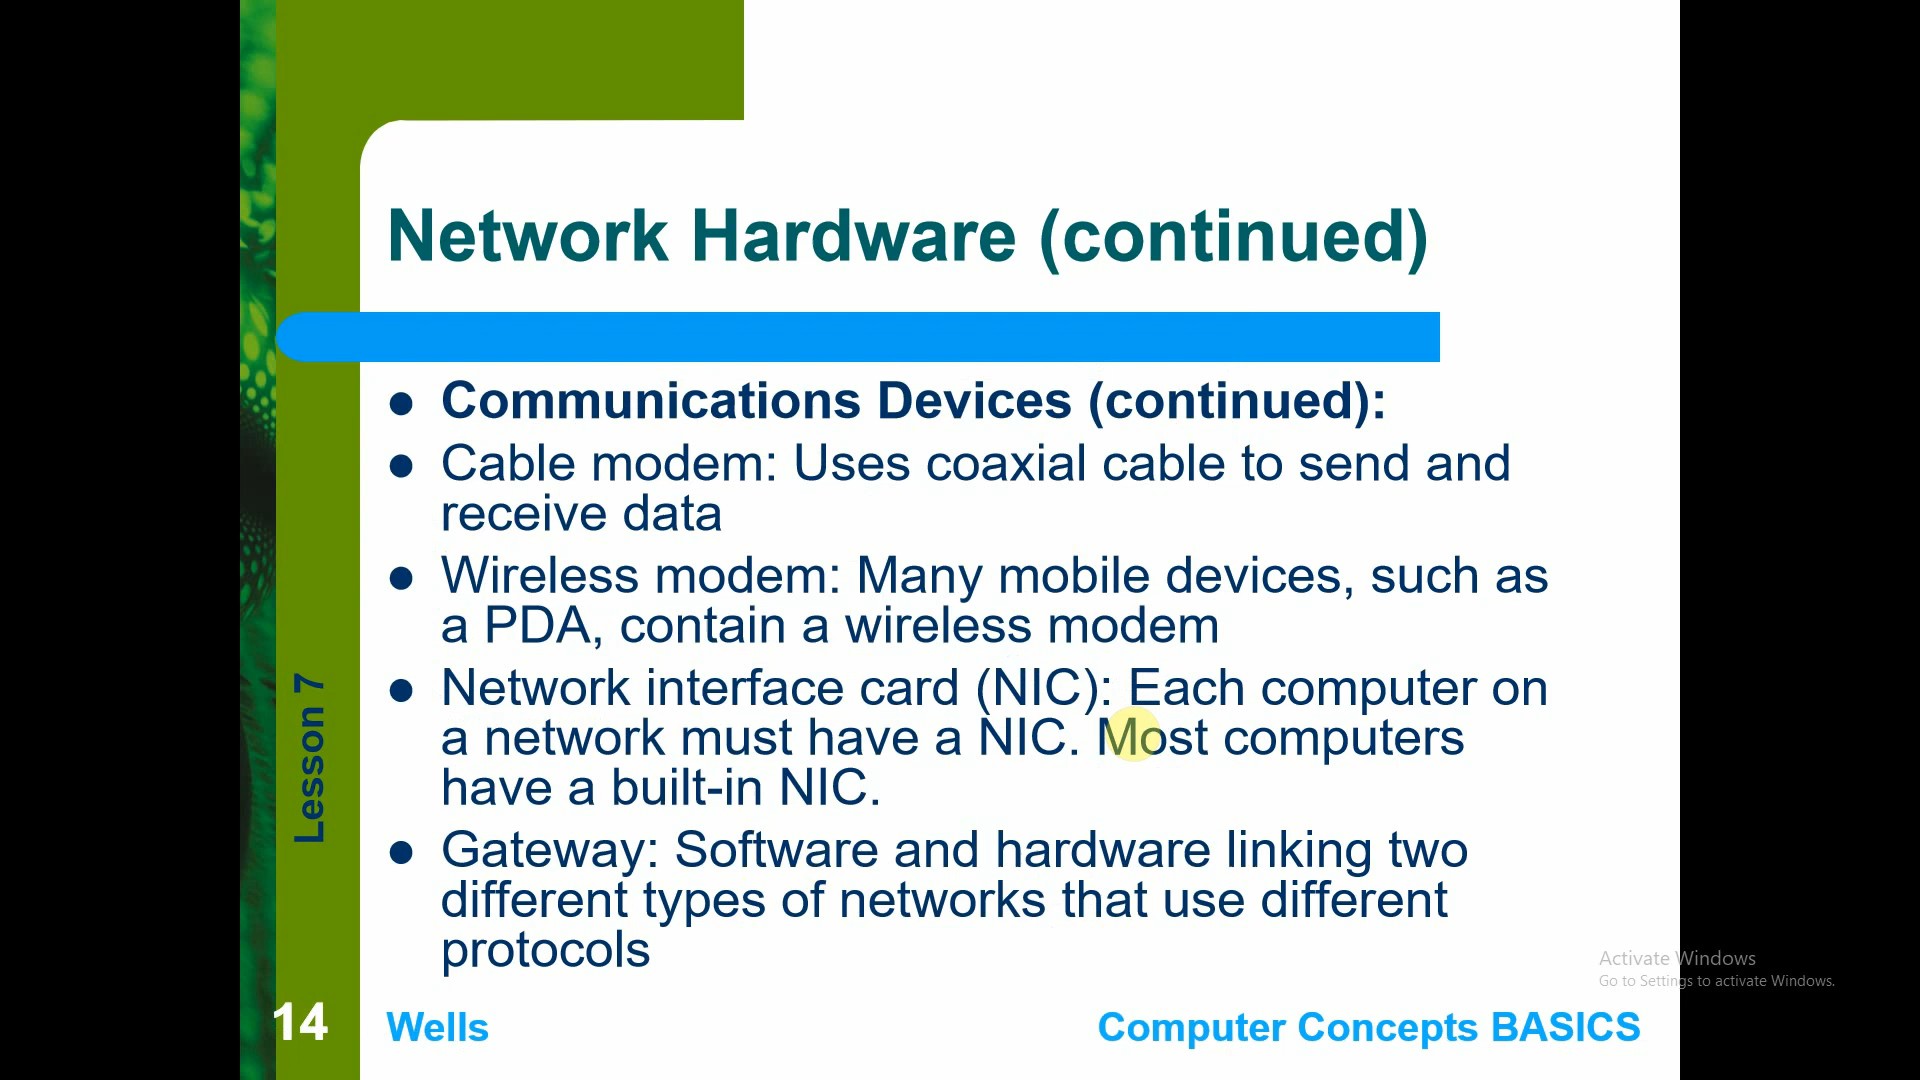 Network Hardware (continued)
● Communications Devices (continued):
● Cable modem: Uses coaxial cable to send and
receive data
● Wireless modem: Many mobile devices, such as
a PDA, contain a wireless modem
● Network interface card (NIC): Each computer on
a network must have a NIC. Most computers
have a built-in NIC.
● Gateway: Software and hardware linking two
different types of networks that use different
protocols
Lesson 7
Activate Windows
Go to Settings to activate Windows.
14
Wells
Computer Concepts BASICS